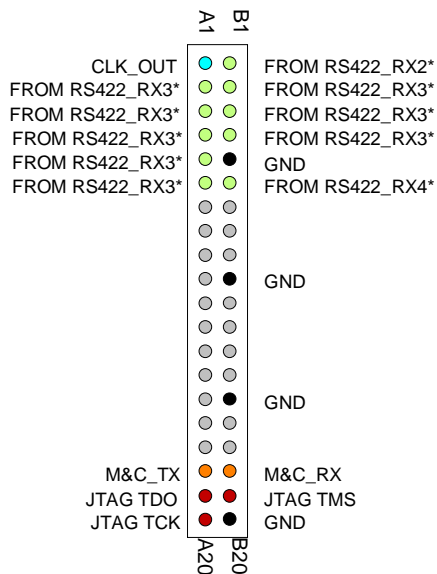 A1 B1
CLK_OUT FROM RS422_RX2*
FROM RS422_RX3* FROM RS422_RX3*
FROM RS422_RX3* FROM RS422_RX3*
FROM RS422_RX3* FROM RS422_RX3*
FROM RS422_RX3* GND
FROM RS422_RX3* FROM RS422_RX4*
GND
GND
M&C_TX M&C_RX
JTAG TDO JTAG TMS
JTAG TCK GND
A20 B20